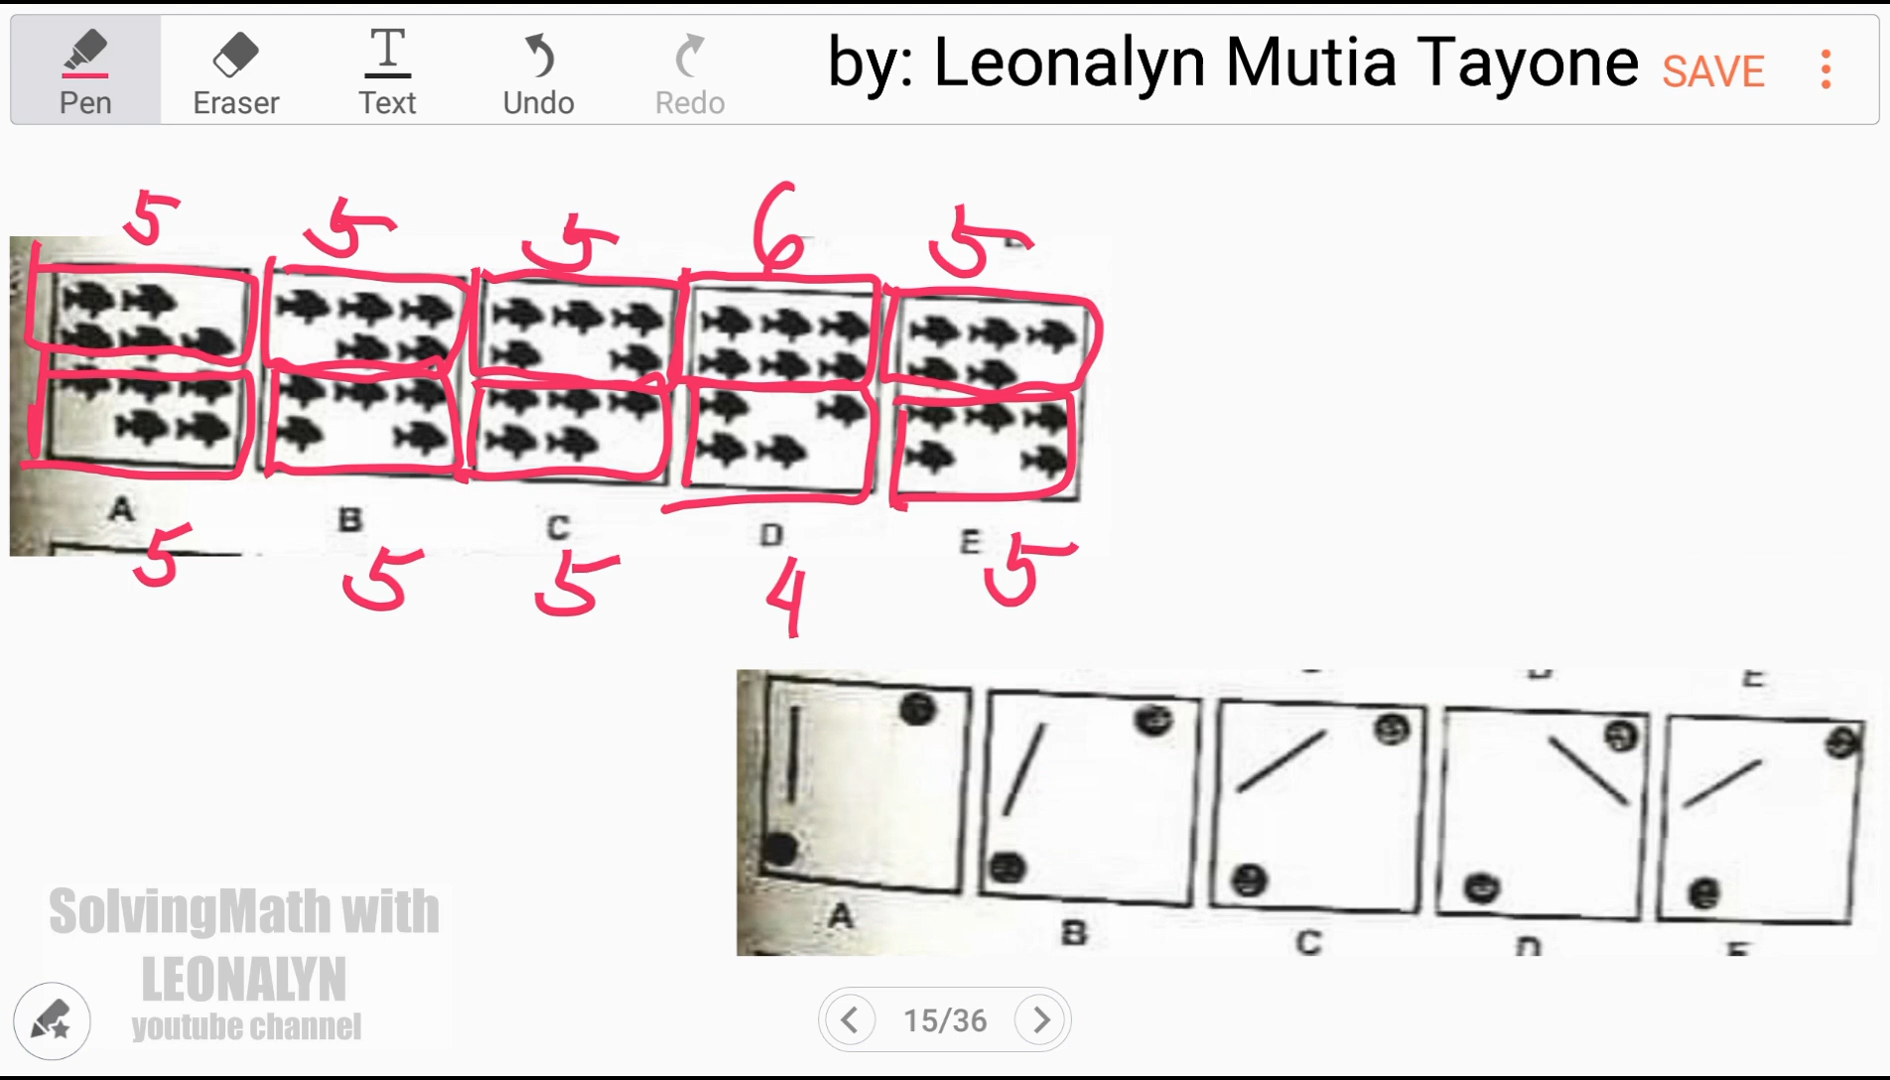 by: Leonalyn Mutia Tayone SAVE
Pen Eraser Text Undo Redo
5 5 5 6 5
A B C D E
5 5 5 4 5
E
A B C D E
SolvingMath with
LEONALYN
youtube channel
15/36